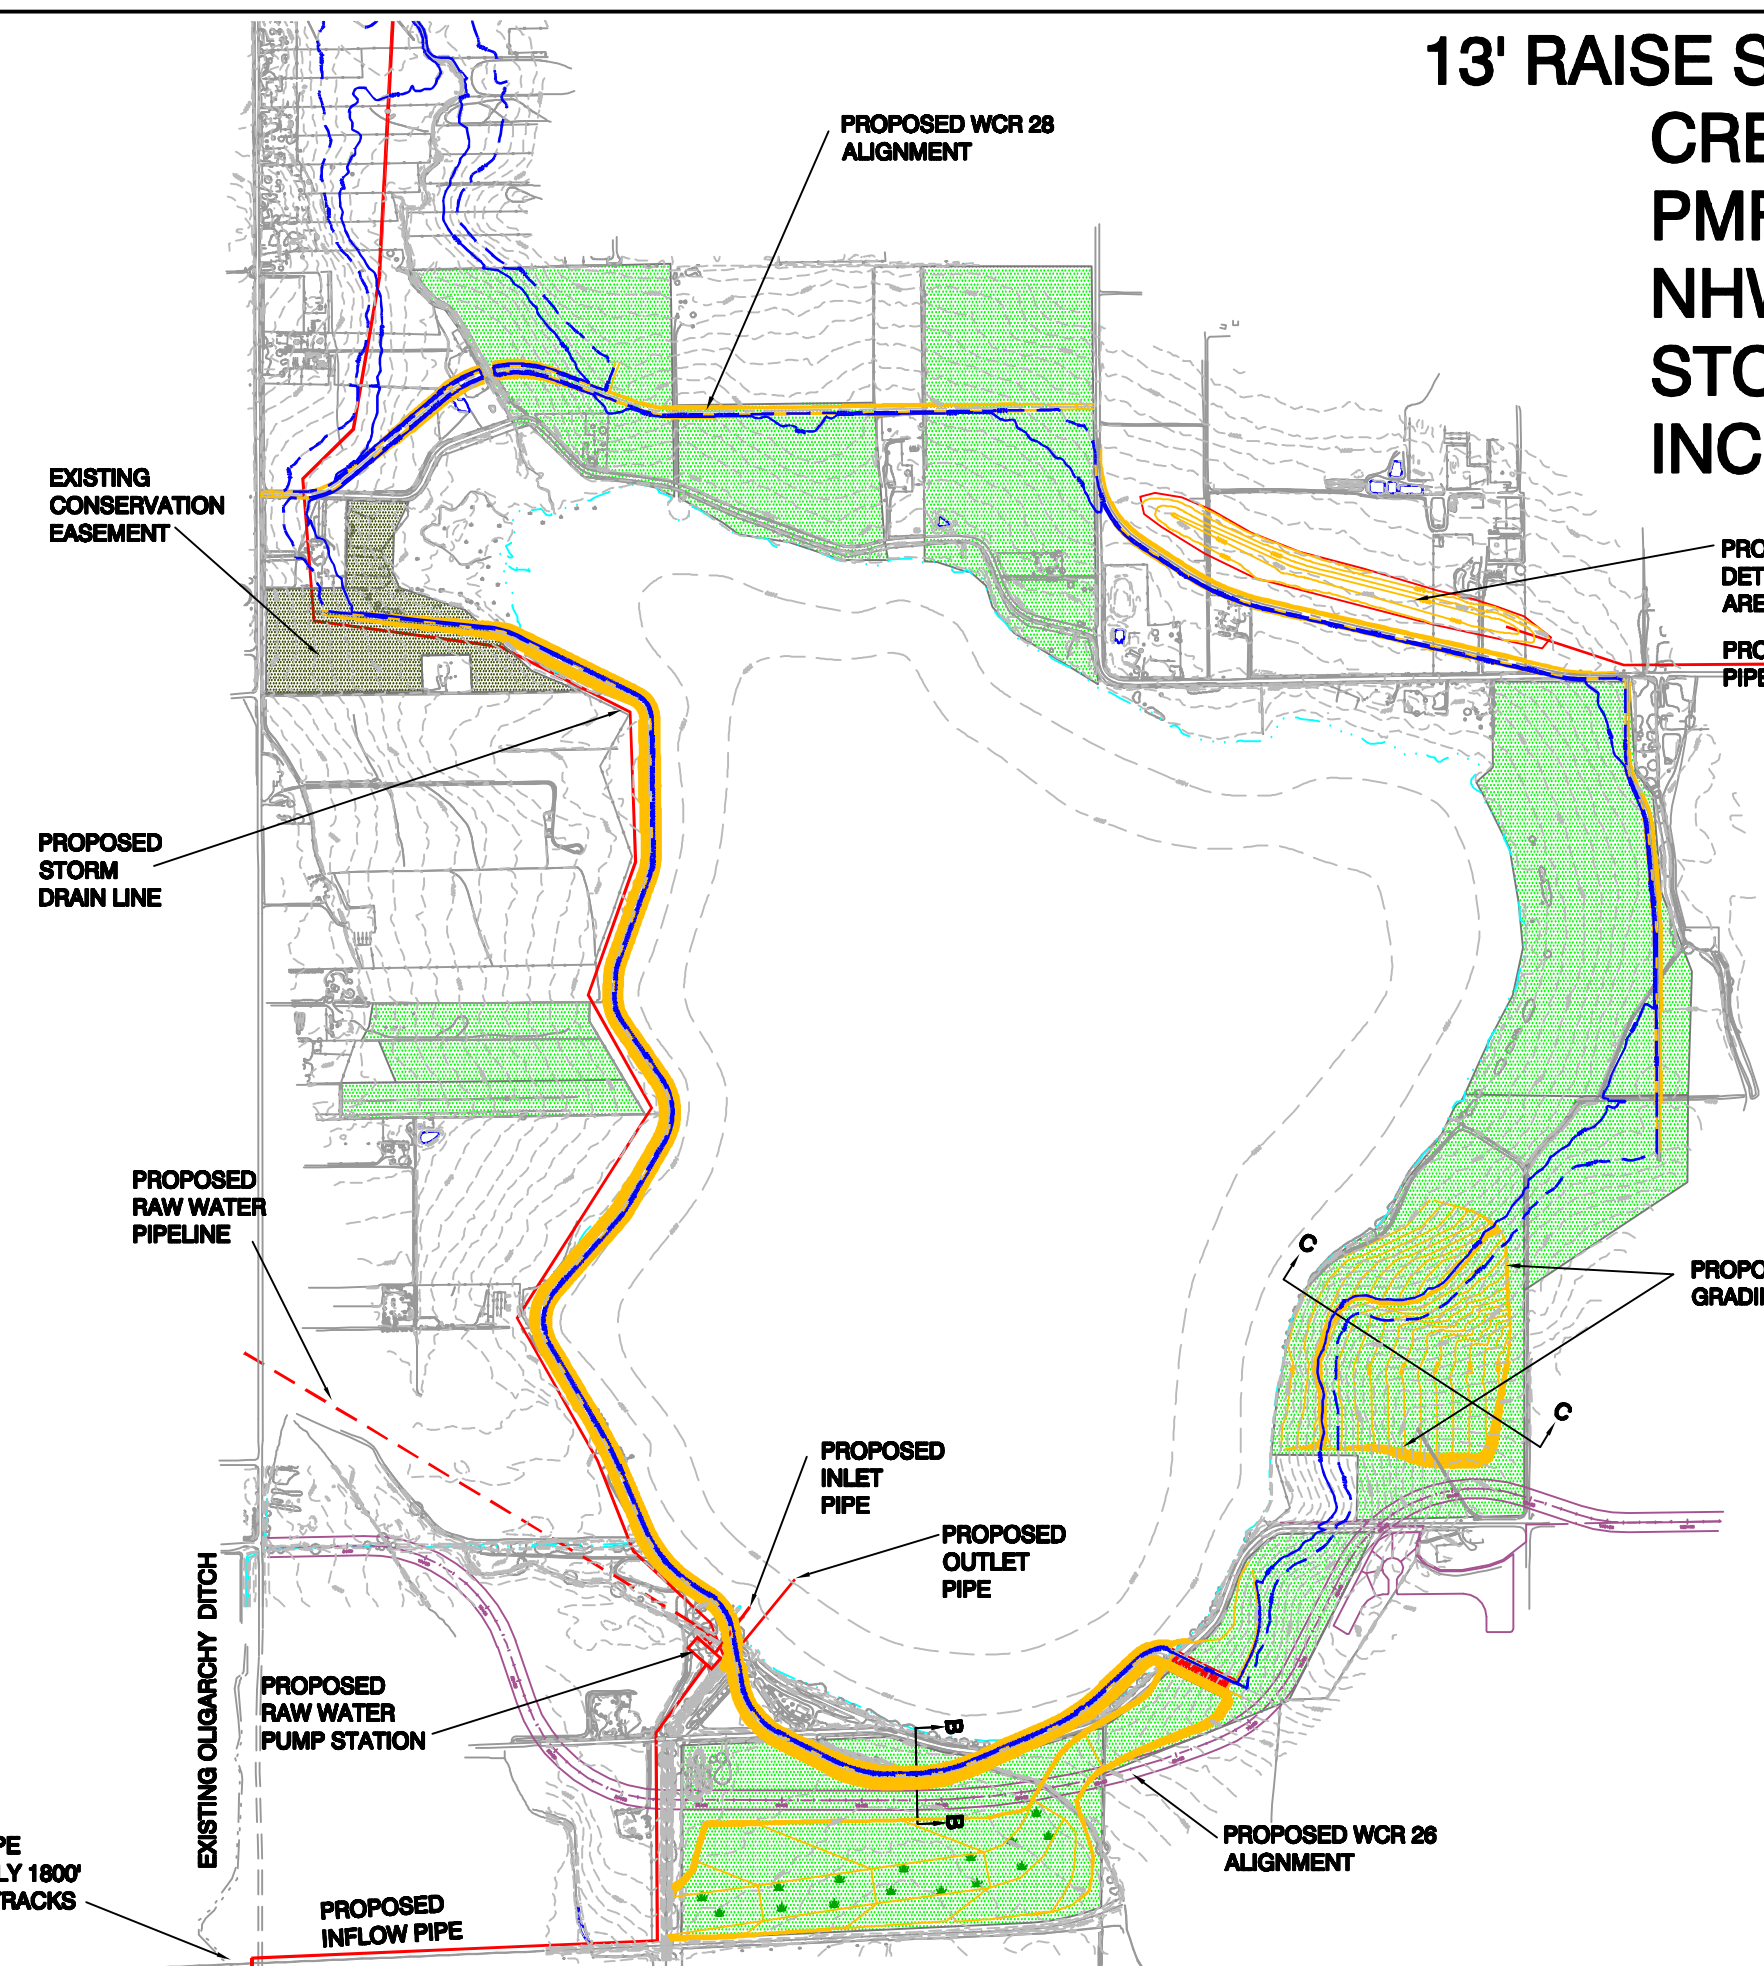 13' RAISE S
CRE
NHW
STO
INC
PROPOSED WCR 28
ALIGNMENT
EXISTING
CONSERVATION
EASEMENT
PRO
DET
ARE
PRO
PIPE
PROPOSED
STORM
DRAIN LINE
PROPOSED
RAW WATER
PIPELINE
C
C
PROPO
GRADI
PROPOSED
INLET
PIPE
PROPOSED
OUTLET
PIPE
EXISTING OLIGARCHY DITCH
PROPOSED
RAW WATER
PUMP STATION
B
B
PROPOSED WCR 26
ALIGNMENT
PE
LY 1800'
TRACKS
PROPOSED
INFLOW PIPE